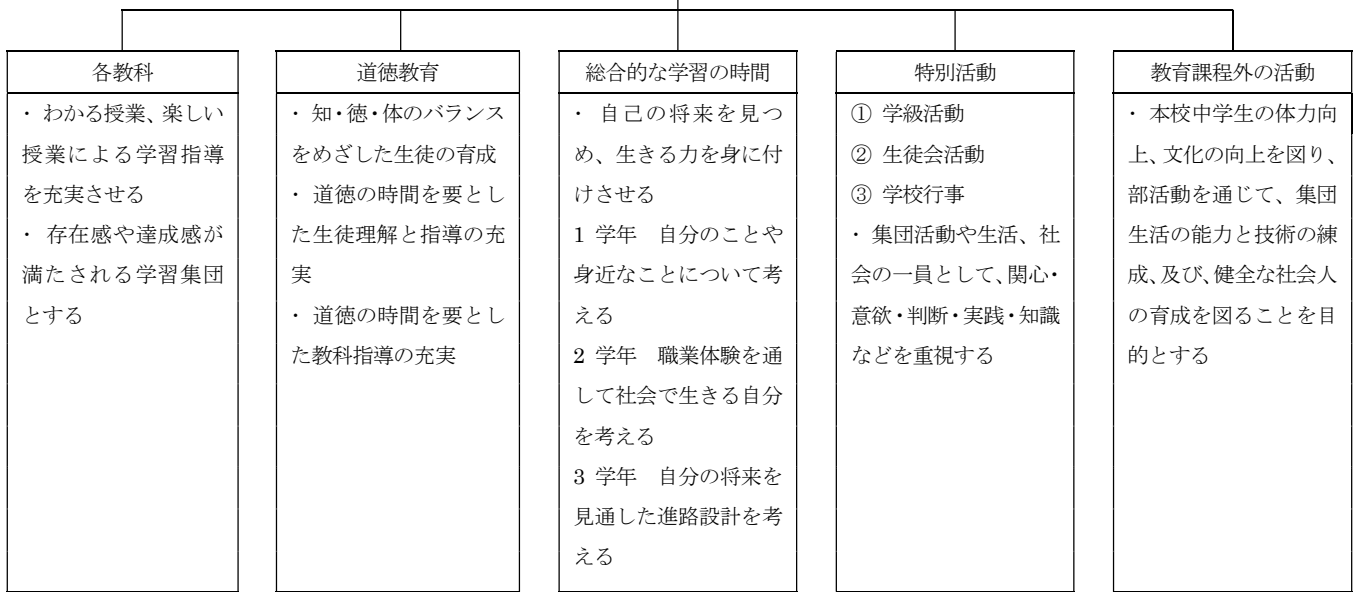 各教科
・ わかる授業、楽しい
授業による学習指導
を充実させる
・ 存在感や達成感が
満たされる学習集団
とする
道徳教育
・ 知・徳・体のバランス
をめざした生徒の育成
・ 道徳の時間を要とし
た生徒理解と指導の充
実
・ 道徳の時間を要とし
た教科指導の充実
総合的な学習の時間
・ 自己の将来を見つ
め、生きる力を身に付
けさせる
1 学年　自分のことや
身近なことについて考
える
2 学年　職業体験を通
して社会で生きる自分
を考える
3 学年　自分の将来を
見通した進路設計を考
える
特別活動
① 学級活動
② 生徒会活動
③ 学校行事
・ 集団活動や生活、社
会の一員として、関心・
意欲・判断・実践・知識
などを重視する
教育課程外の活動
・ 本校中学生の体力向
上、文化の向上を図り、
部活動を通じて、集団
生活の能力と技術の練
成、及び、健全な社会人
の育成を図ることを目
的とする